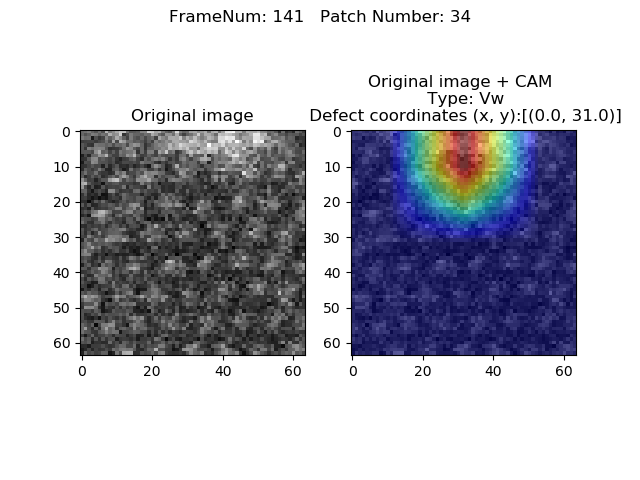 FrameNum: 141   Patch Number: 34
Original image
Original image + CAM
Type: Vw
Defect coordinates (x, y):[(0.0, 31.0)]
0
10
20
30
40
50
60
0 20 40 60
0
10
20
30
40
50
60
0 20 40 60